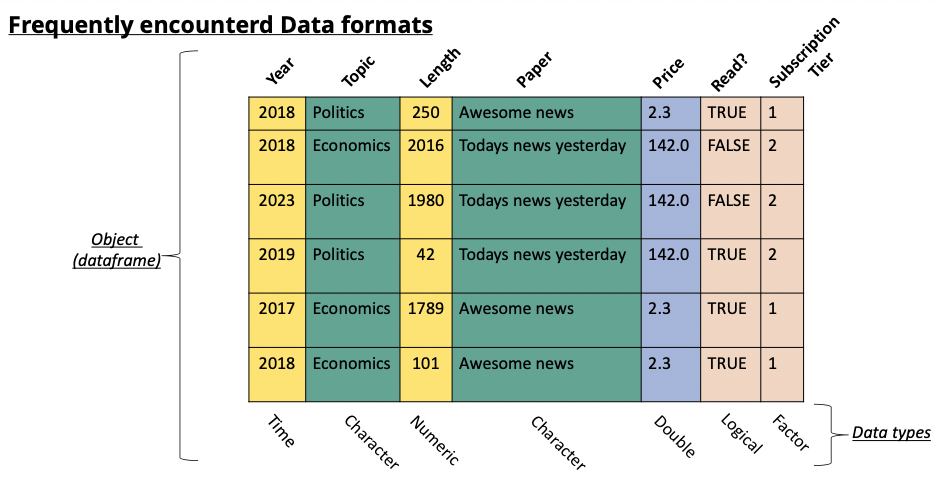 Frequently encounterd Data formats
Year Topic Length Paper Price Read? Subscription Tier
2018 Politics 250 Awesome news 2.3 TRUE 1
2018 Economics 2016 Todays news yesterday 142.0 FALSE 2
2023 Politics 1980 Todays news yesterday 142.0 FALSE 2
2019 Politics 42 Todays news yesterday 142.0 TRUE 2
2017 Economics 1789 Awesome news 2.3 TRUE 1
2018 Economics 101 Awesome news 2.3 TRUE 1
Object
(dataframe)
Time Character Numeric Character Double Logical Factor
Data types